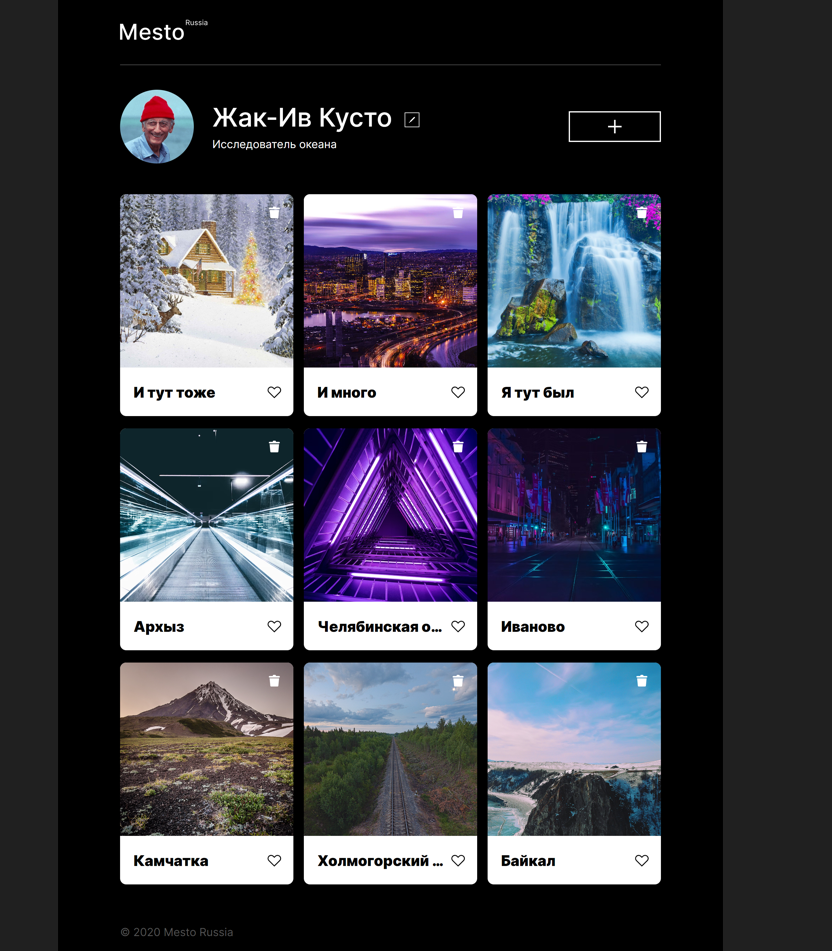 Mesto Russia
Жак-Ив Кусто
Исследователь океана
И тут тоже
И много
Я тут был
Архыз
Челябинская о...
Иваново
Камчатка
Холмогорский ...
Байкал
© 2020 Mesto Russia